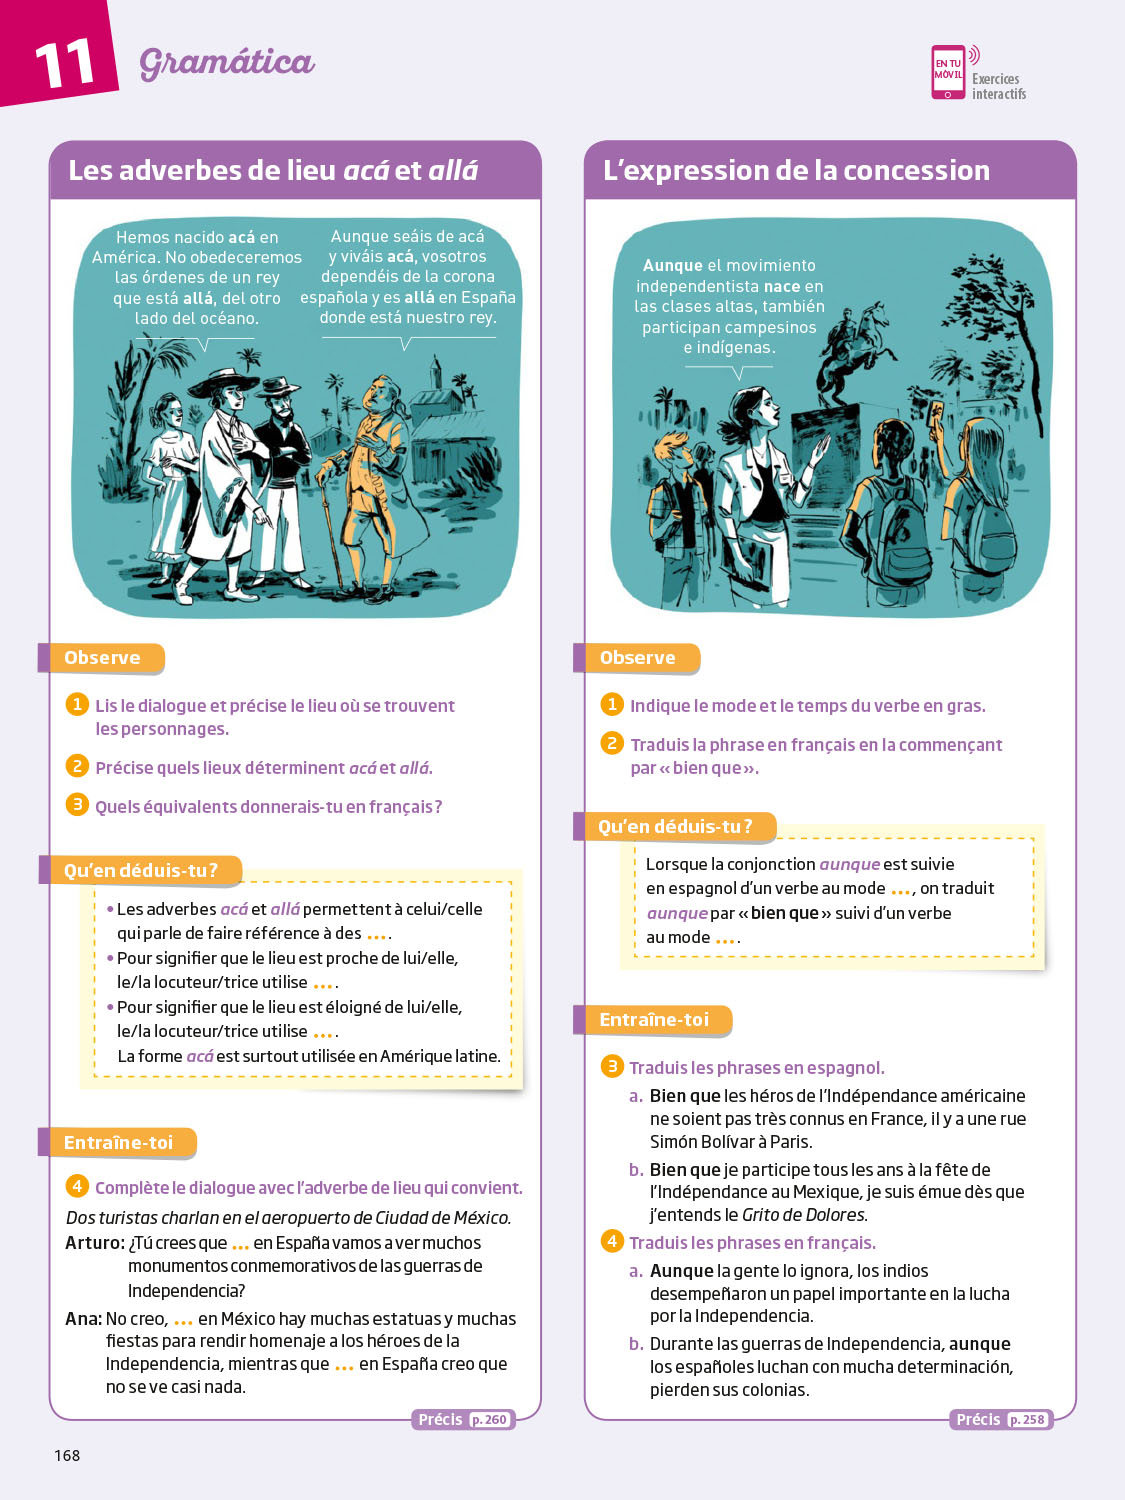 11
Gramática
EN TU
MÓVIL
Exercices
interactifs
Les adverbes de lieu acá et allá
Hemos nacido acá en
América. No obedeceremos
las órdenes de un rey
que está allá, del otro
lado del océano.
Aunque seáis de acá
y viváis acá, vosotros
dependéis de la corona
española y es allá en España
donde está nuestro rey.
Observe
1 Lis le dialogue et précise le lieu où se trouvent
les personnages.
2 Précise quels lieux déterminent acá et allá.
3 Quels équivalents donnerais-tu en français ?
Qu'en déduis-tu ?
• Les adverbes acá et allá permettent à celui/celle
qui parle de faire référence à des ... .
• Pour signifier que le lieu est proche de lui/elle,
le/la locuteur/trice utilise ... .
• Pour signifier que le lieu est éloigné de lui/elle,
le/la locuteur/trice utilise ... .
La forme acá est surtout utilisée en Amérique latine.
Entraîne-toi
4 Complète le dialogue avec l'adverbe de lieu qui convient.
Dos turistas charlan en el aeropuerto de Ciudad de México.
Arturo: ¿Tú crees que ... en España vamos a ver muchos
monumentos conmemorativos de las guerras de
Independencia?
Ana: No creo, ... en México hay muchas estatuas y muchas
fiestas para rendir homenaje a los héroes de la
Independencia, mientras que ... en España creo que
no se ve casi nada.
Précis p. 260
L'expression de la concession
Aunque el movimiento
independentista nace en
las clases altas, también
participan campesinos
e indígenas.
Observe
1 Indique le mode et le temps du verbe en gras.
2 Traduis la phrase en français en la commençant
par « bien que ».
Qu'en déduis-tu ?
Lorsque la conjonction aunque est suivie
en espagnol d'un verbe au mode ... , on traduit
aunque par « bien que » suivi d'un verbe
au mode ... .
Entraîne-toi
3 Traduis les phrases en espagnol.
a. Bien que les héros de l'Indépendance américaine
ne soient pas très connus en France, il y a une rue
Simón Bolívar à Paris.
b. Bien que je participe tous les ans à la fête de
l'Indépendance au Mexique, je suis émue dès que
j'entends le Grito de Dolores.
4 Traduis les phrases en français.
a. Aunque la gente lo ignora, los indios
desempeñaron un papel importante en la lucha
por la Independencia.
b. Durante las guerras de Independencia, aunque
los españoles luchan con mucha determinación,
pierden sus colonias.
Précis p. 258
168